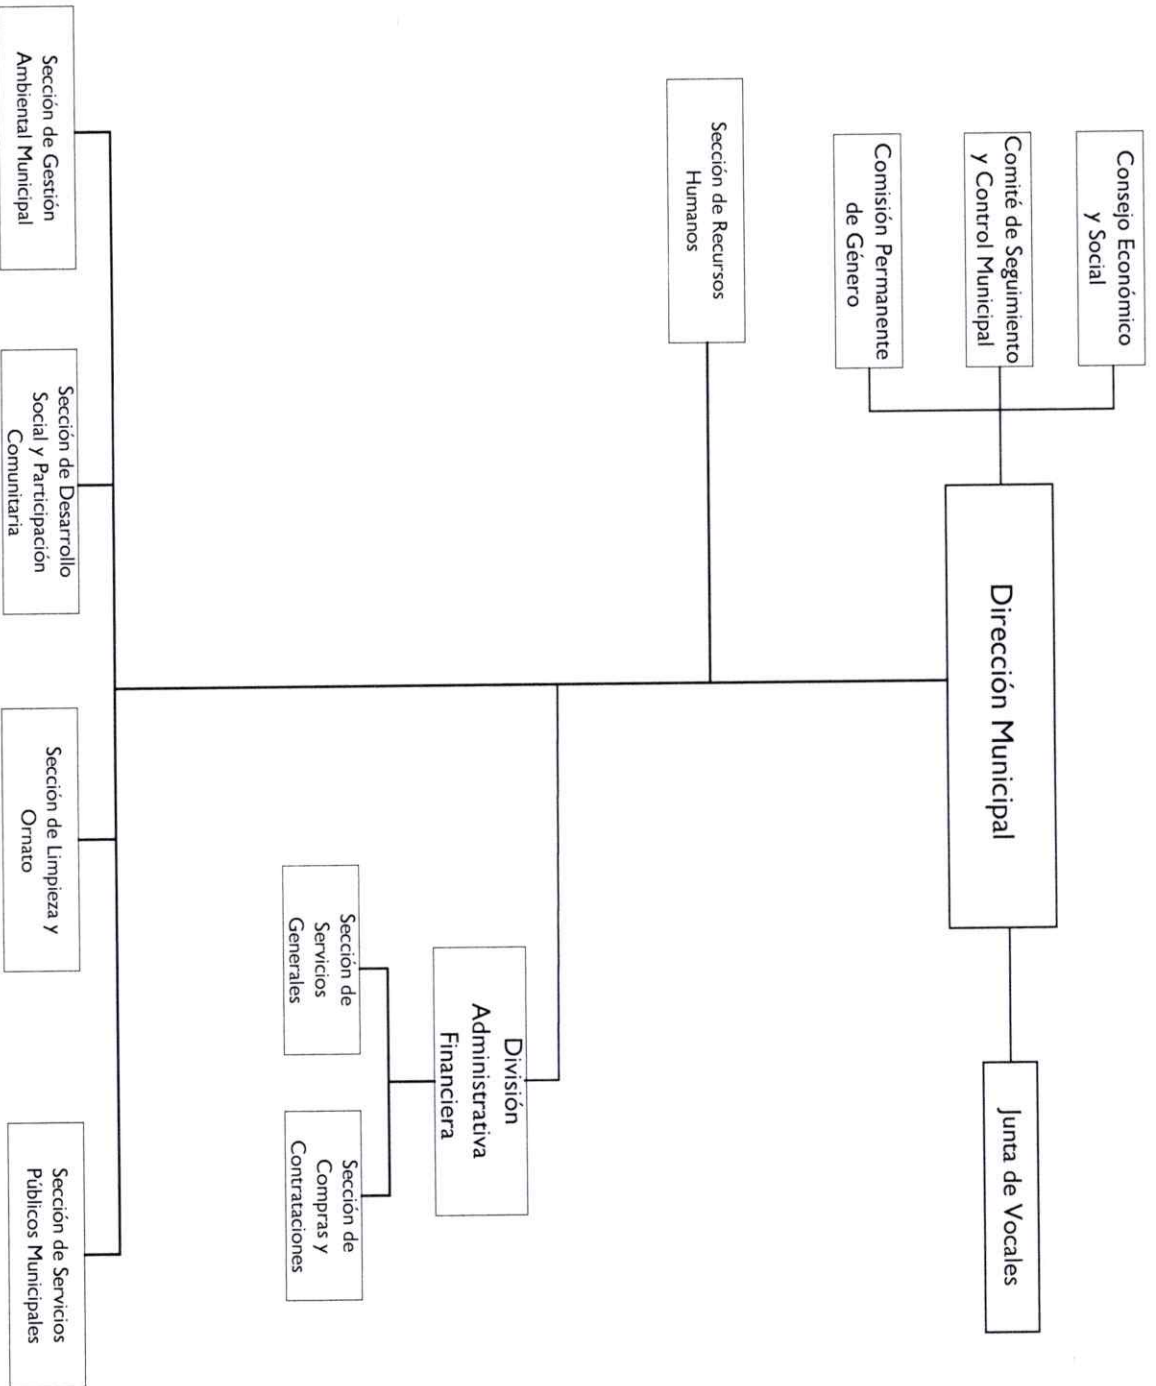 Consejo Económico
y Social
Comité de Seguimiento
y Control Municipal
Comisión Permanente
de Género
Dirección Municipal
Junta de Vocales
Sección de Recursos
Humanos
División
Administrativa
Financiera
Sección de
Servicios
Generales
Sección de
Compras y
Contrataciones
Sección de Gestión
Ambiental Municipal
Sección de Desarrollo
Social y Participación
Comunitaria
Sección de Limpieza y
Ornato
Sección de Servicios
Públicos Municipales